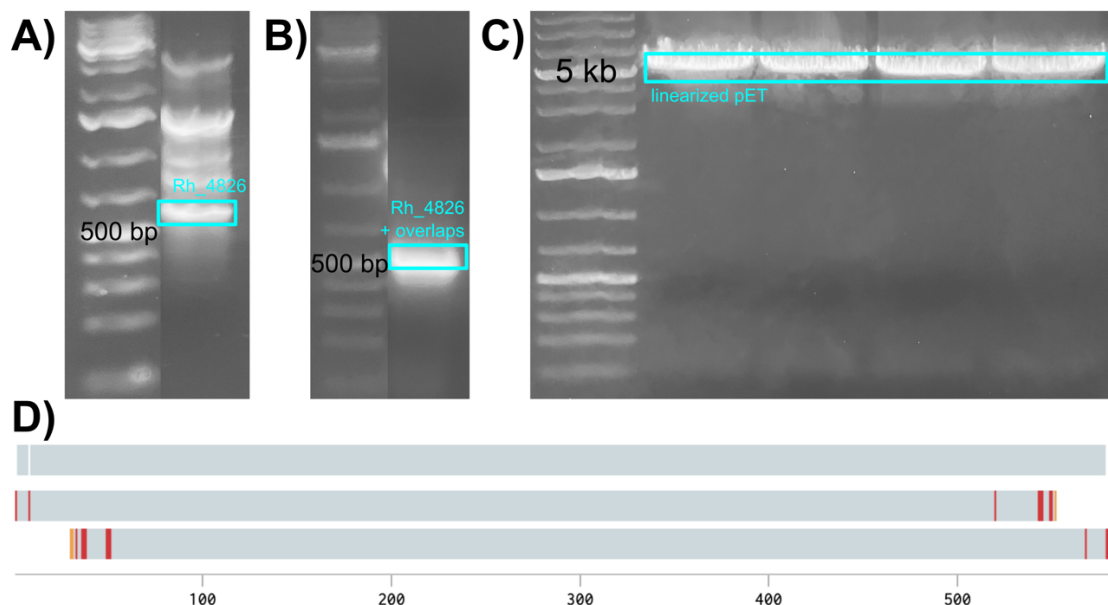 A)
Rh_4826
500 bp
B)
Rh_4826
+ overlaps
500 bp
C)
5 kb
linearized pET
D)
100
200
300
400
500